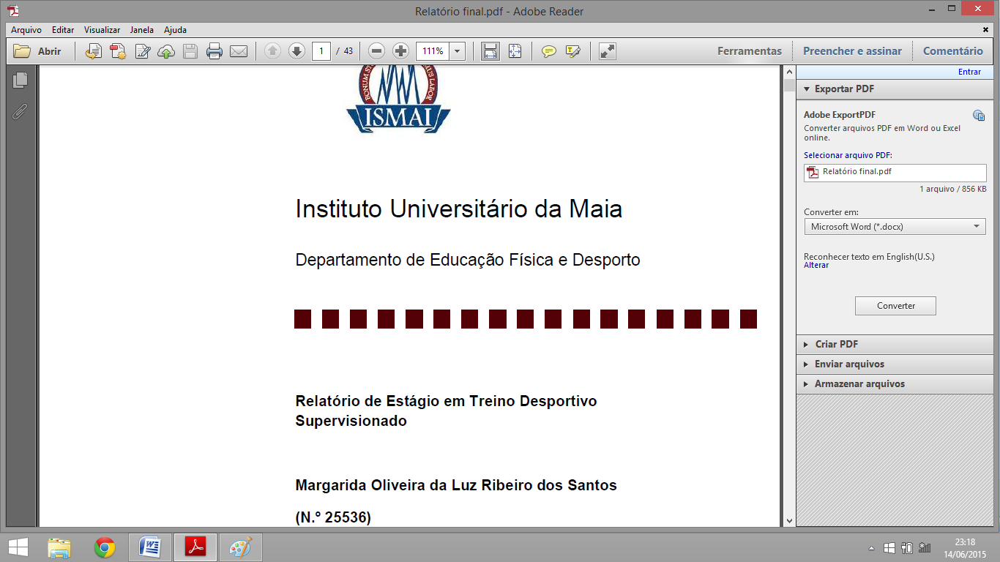 Relatório final.pdf - Adobe Reader
Arquivo Editar Visualizar Janela Ajuda
Abrir 1 / 43 111% Ferramentas Preencher e assinar Comentário
Entrar
Exportar PDF
Adobe ExportPDF
Converter arquivos PDF em Word ou Excel
online.
Selecionar arquivo PDF:
Relatório final.pdf
1 arquivo / 856 KB
Converter em:
Microsoft Word (*.docx)
Reconhecer texto em English(U.S.)
Alterar
Converter
Criar PDF
Enviar arquivos
Armazenar arquivos
ISMAI
Instituto Universitário da Maia
Departamento de Educação Física e Desporto
Relatório de Estágio em Treino Desportivo
Supervisionado
Margarida Oliveira da Luz Ribeiro dos Santos
(N.º 25536)
23:18
14/06/2015